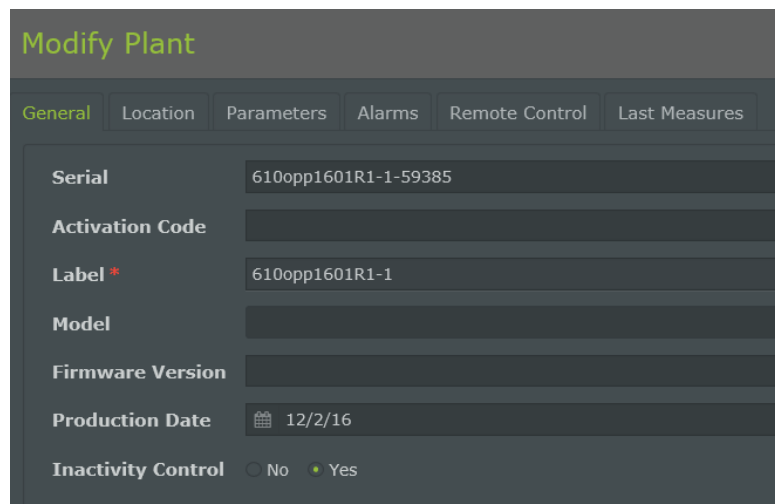 Modify Plant
General Location Parameters Alarms Remote Control Last Measures
Serial 610opp1601R1-1-59385
Activation Code
Label * 610opp1601R1-1
Model
Firmware Version
Production Date 12/2/16
Inactivity Control No Yes